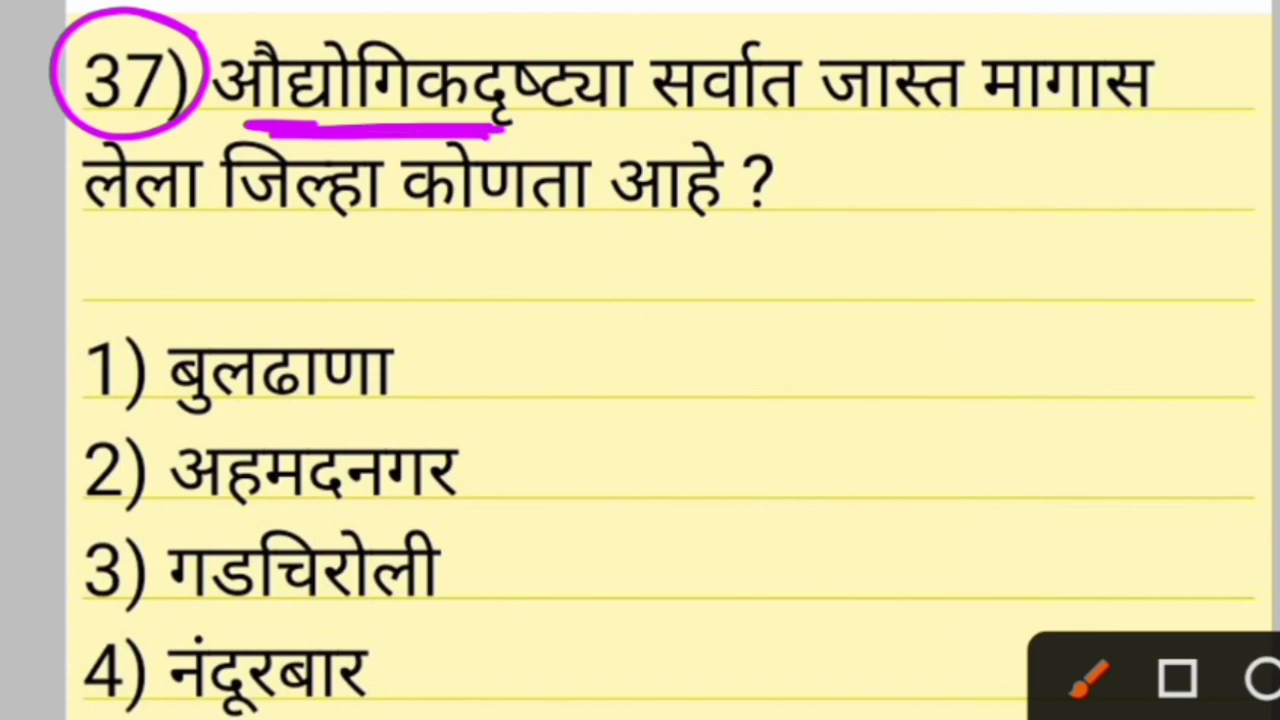 37) औद्योगिकदृष्ट्या सर्वात जास्त मागास
लेला जिल्हा कोणता आहे ?
1) बुलढाणा
2) अहमदनगर
3) गडचिरोली
4) नंदूरबार